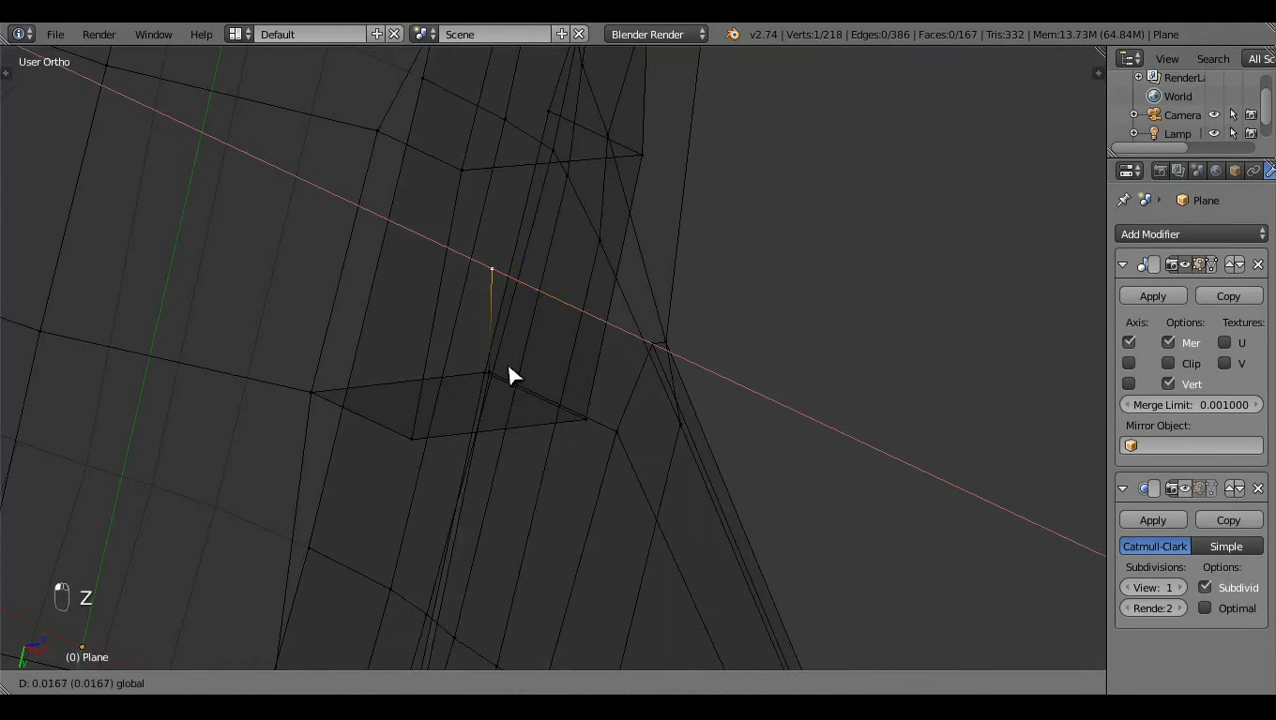 File Render Window Help Default Scene Blender Render v2.74 | Verts:1/218 | Edges:0/386 | Faces:0/167 | Tris:332 | Mem:13.73M (64.84M) | Plane
User Ortho
View Search All Sc
RenderLa
World
Camera
Lamp
Plane
Add Modifier
Apply Copy
Axis: Options: Textures:
Mer U
Clip V
Vert
Merge Limit: 0.001000
Mirror Object:
Apply Copy
Catmull-Clark Simple
Subdivisions: Options:
View: 1 Subdivid
Rende:2 Optimal
Z
(0) Plane
D: 0.0167 (0.0167) global